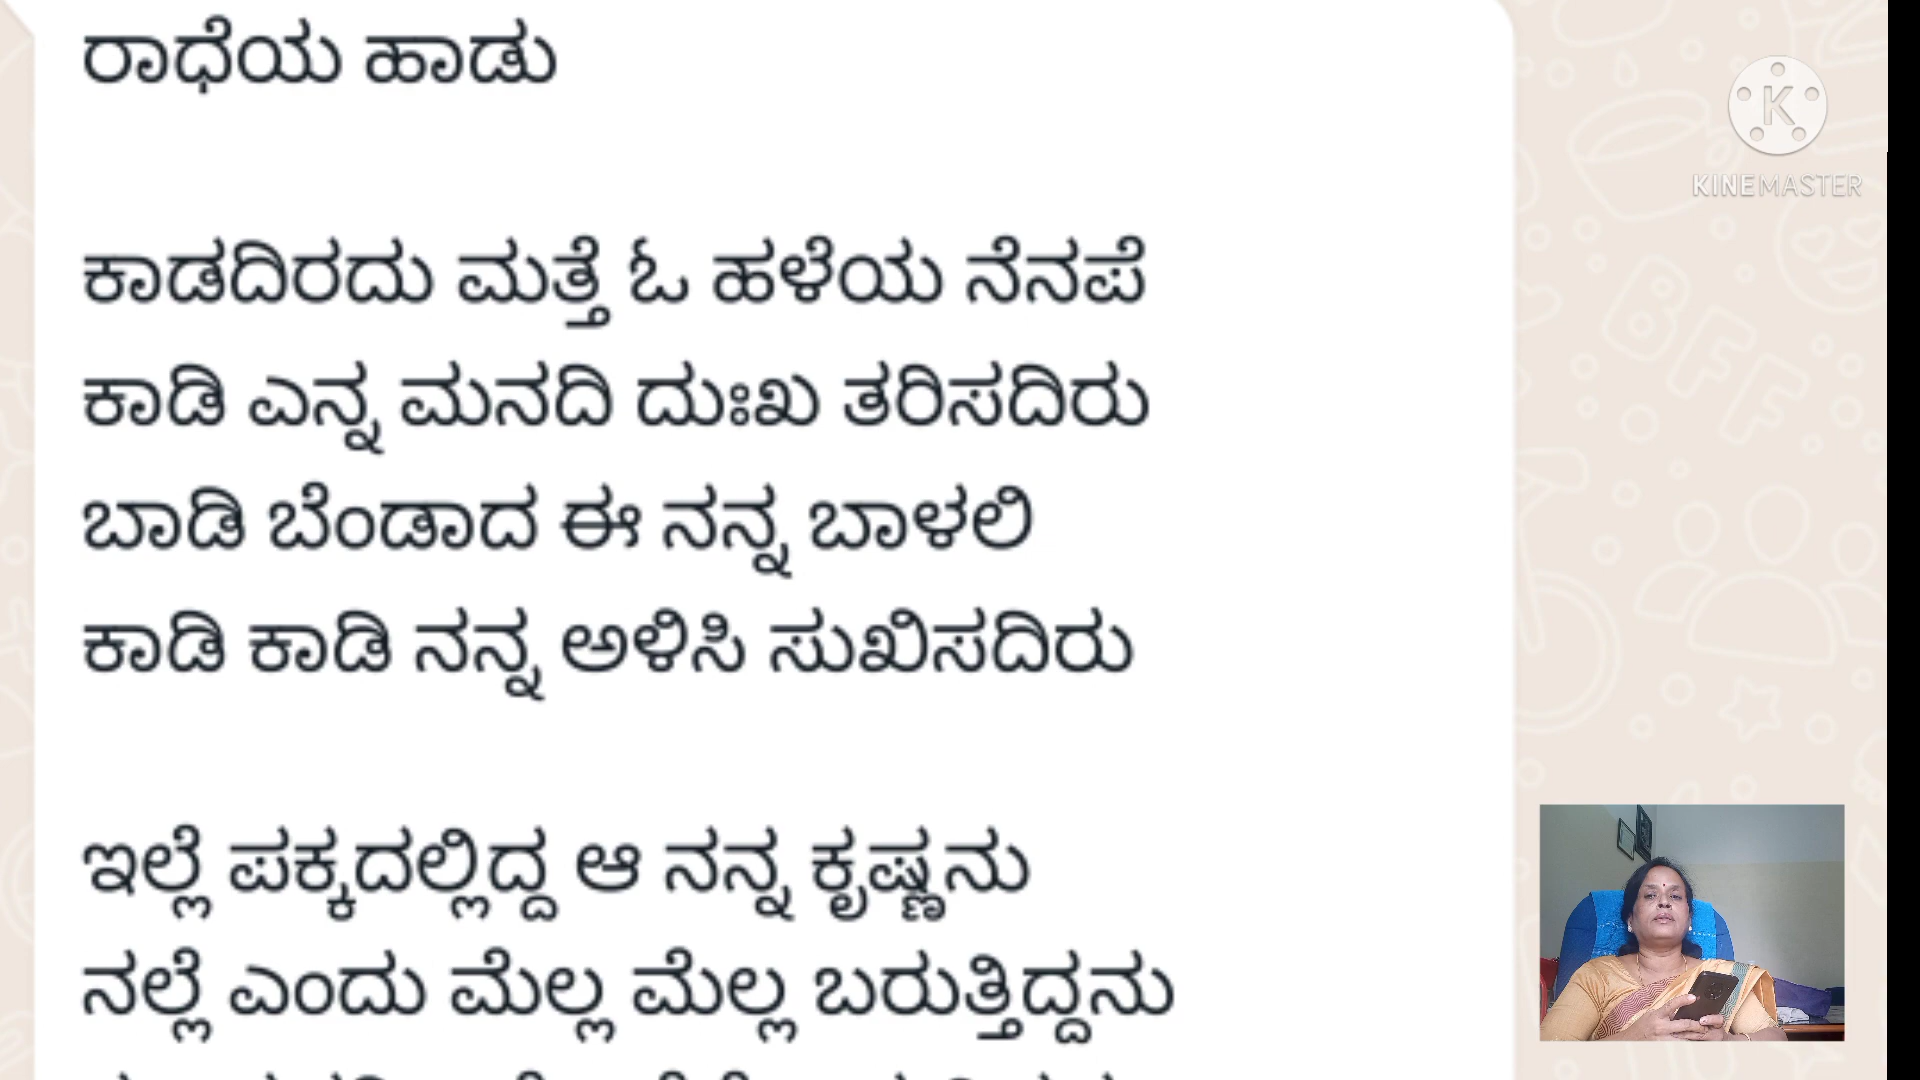 ರಾಧೆಯ ಹಾಡು
ಕಾಡದಿರದು ಮತ್ತೆ ಓ ಹಳೆಯ ನೆನಪೆ
ಕಾಡಿ ಎನ್ನ ಮನದಿ ದುಃಖ ತರಿಸದಿರು
ಬಾಡಿ ಬೆಂಡಾದ ಈ ನನ್ನ ಬಾಳಲಿ
ಕಾಡಿ ಕಾಡಿ ನನ್ನ ಅಳಿಸಿ ಸುಖಿಸದಿರು
ಇಲ್ಲೆ ಪಕ್ಕದಲ್ಲಿದ್ದ ಆ ನನ್ನ ಕೃಷ್ಣನು
ನಲ್ಲೆ ಎಂದು ಮೆಲ್ಲ ಮೆಲ್ಲ ಬರುತ್ತಿದ್ದನು
K
KINEMASTER
BFF